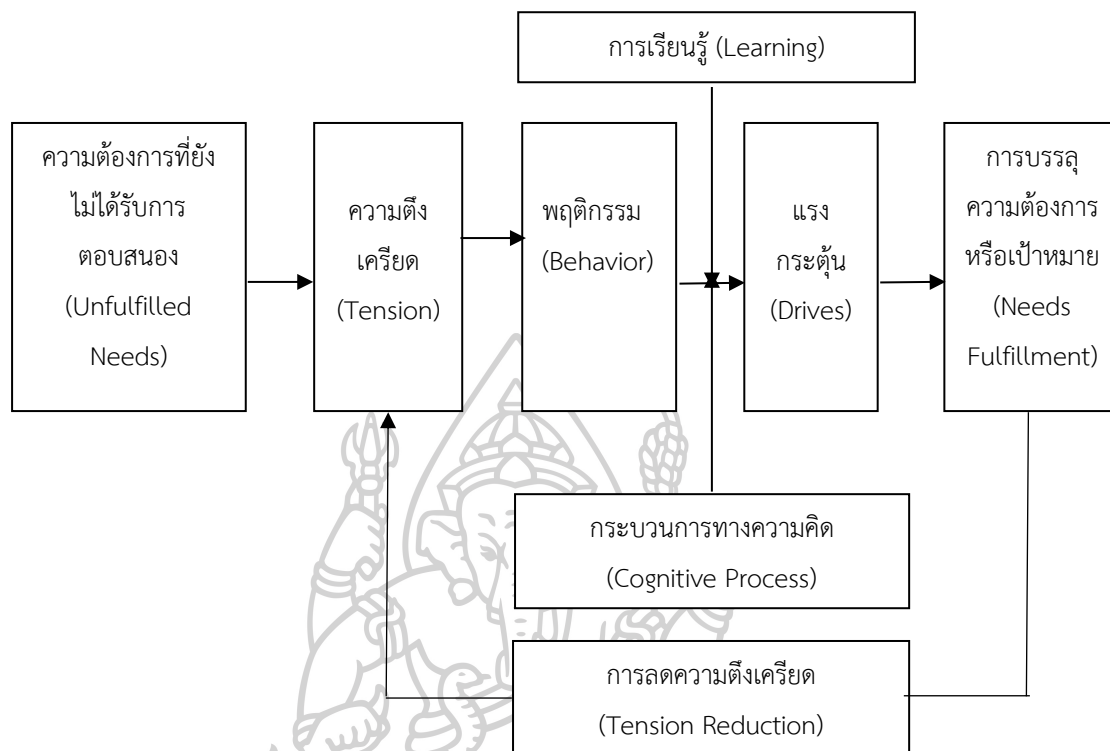 การเรียนรู้ (Learning)
ความต้องการที่ยัง
ไม่ได้รับการ
ตอบสนอง
(Unfulfilled
Needs)
ความตึง
เครียด
(Tension)
พฤติกรรม
(Behavior)
แรง
กระตุ้น
(Drives)
การบรรลุ
ความต้องการ
หรือเป้าหมาย
(Needs
Fulfillment)
กระบวนการทางความคิด
(Cognitive Process)
การลดความตึงเครียด
(Tension Reduction)